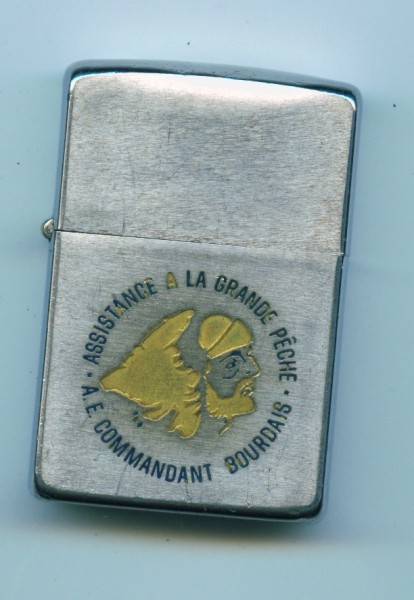 • ASSISTANCE A LA GRANDE PÊCHE •
A.E COMMANDANT BOURDAIS